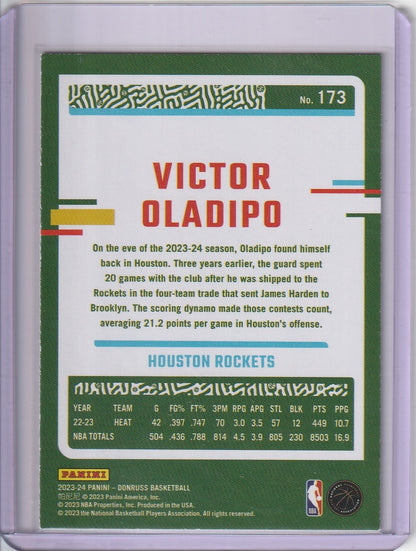 No. 173
VICTOR
OLADIPO
On the eve of the 2023-24 season, Oladipo found himself
back in Houston. Three years earlier, the guard spent
20 games with the club after he was shipped to the
Rockets in the four-team trade that sent James Harden to
Brooklyn. The scoring dynamo made those contests count,
averaging 21.2 points per game in Houston's offense.
HOUSTON ROCKETS
YEAR TEAM G FG% FT% 3PM RPG APG STL BLK PTS PPG
22-23 HEAT 42 .397 .747 70 3.0 3.5 57 12 449 10.7
NBA TOTALS 504 .436 .788 814 4.5 3.9 805 230 8503 16.9
PANINI
2023-24 PANINI – DONRUSS BASKETBALL
帕尼尼 © 2023 Panini America, Inc.
© 2023 NBA Properties, Inc. Produced in the USA.
© 2023 the National Basketball Players Association. All rights reserved.
NBA